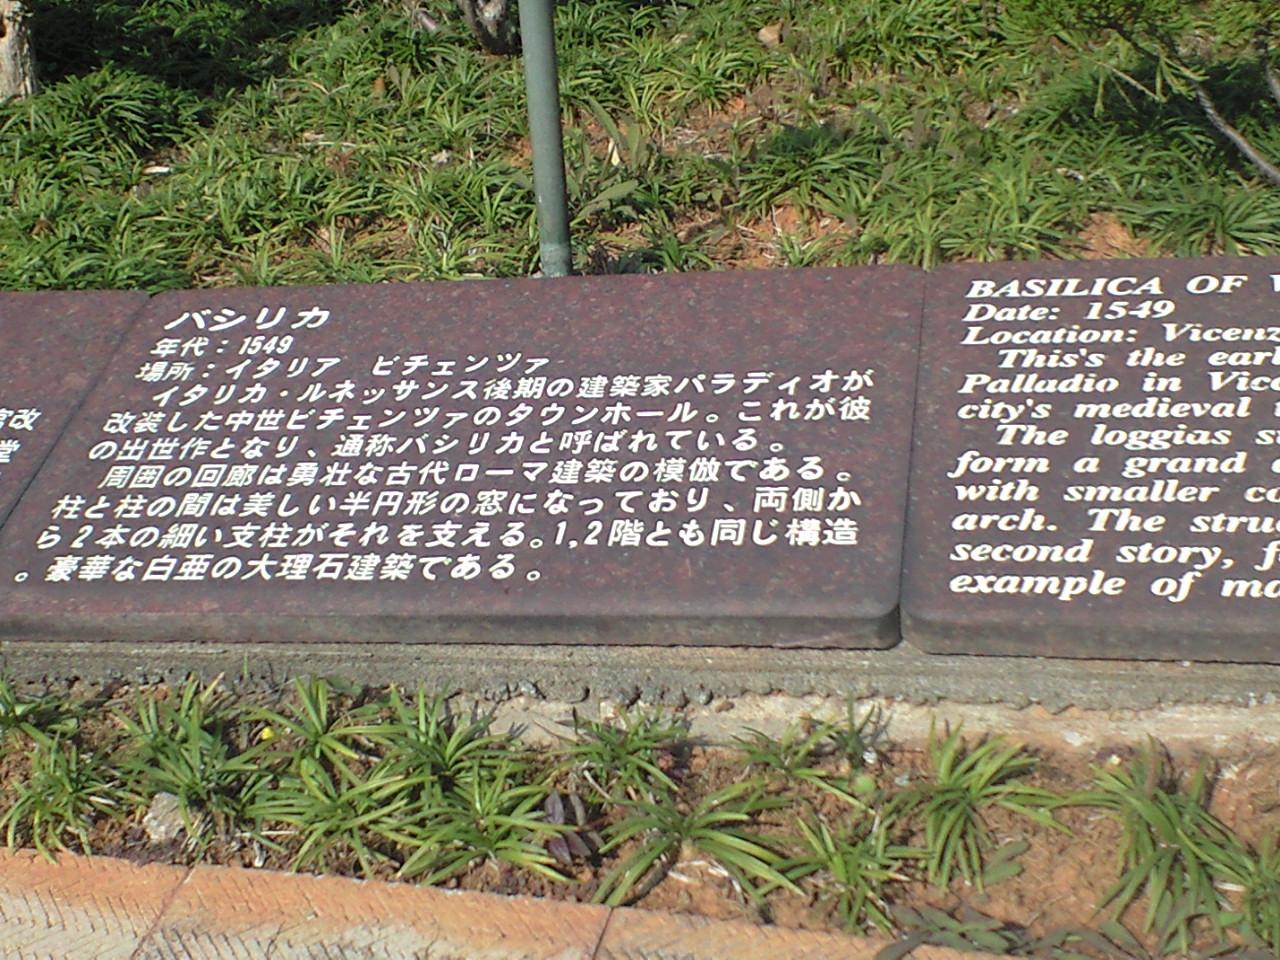 宮改
堂
バシリカ
年代：1549
場所：イタリア　ビチェンツァ
イタリカ・ルネッサンス後期の建築家パラディオが
改装した中世ビチェンツァのタウンホール。これが彼
の出世作となり、通称バシリカと呼ばれている。
周囲の回廊は勇壮な古代ローマ建築の模倣である。
柱と柱の間は美しい半円形の窓になっており、両側か
ら2本の細い支柱がそれを支える。1,2階とも同じ構造
。豪華な白亜の大理石建築である。
BASILICA OF
Date: 1549
Location: Vicenz
This's the earl
Palladio in Vice
city's medieval
The loggias su
form a grand
with smaller co
arch. The stru
second story, f
example of ma